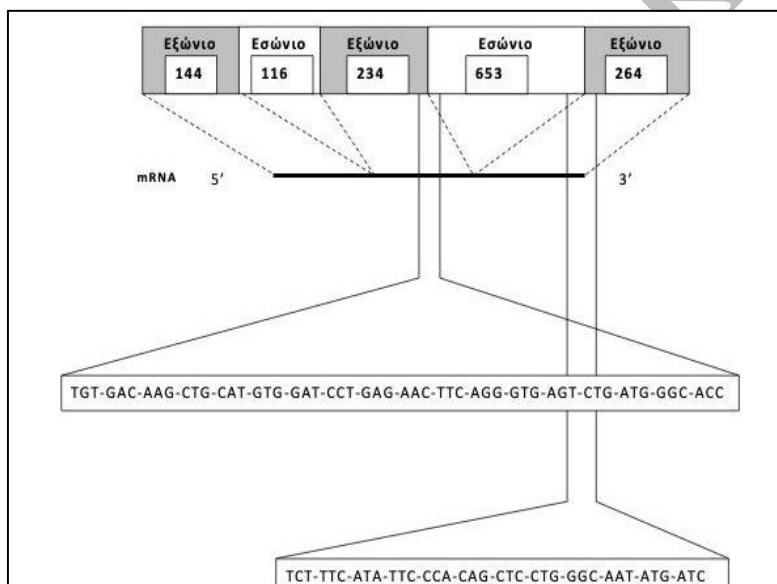 Εξώνιο Εσώνιο Εξώνιο Εσώνιο Εξώνιο
144 116 234 653 264
mRNA 5′ 3′
TGT-GAC-AAG-CTG-CAT-GTG-GAT-CCT-GAG-AAC-TTC-AGG-GTG-AGT-CTG-ATG-GGC-ACC
TCT-TTC-ATA-TTC-CCA-CAG-CTC-CTG-GGC-AAT-ATG-ATC